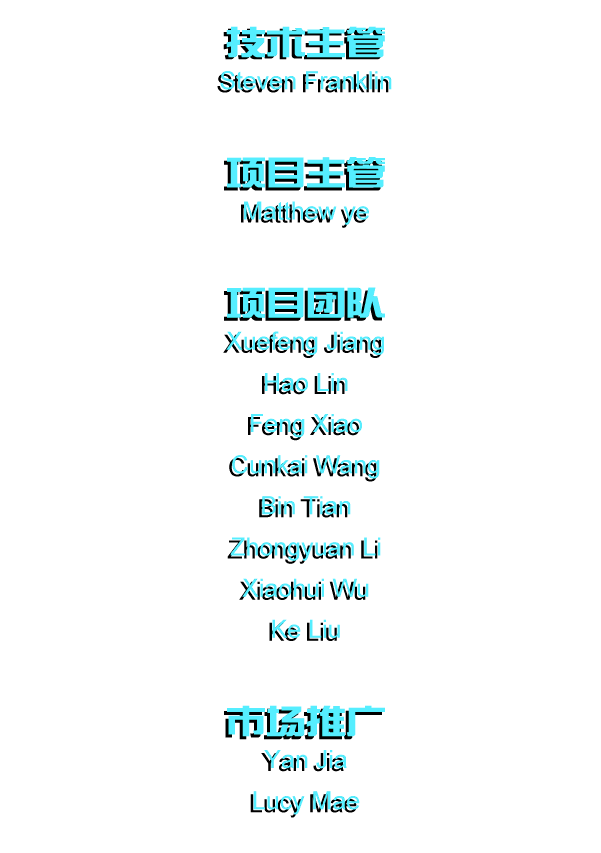 技术主管
Steven Franklin
项目主管
Matthew ye
项目团队
Xuefeng Jiang
Hao Lin
Feng Xiao
Cunkai Wang
Bin Tian
Zhongyuan Li
Xiaohui Wu
Ke Liu
市场推广
Yan Jia
Lucy Mae